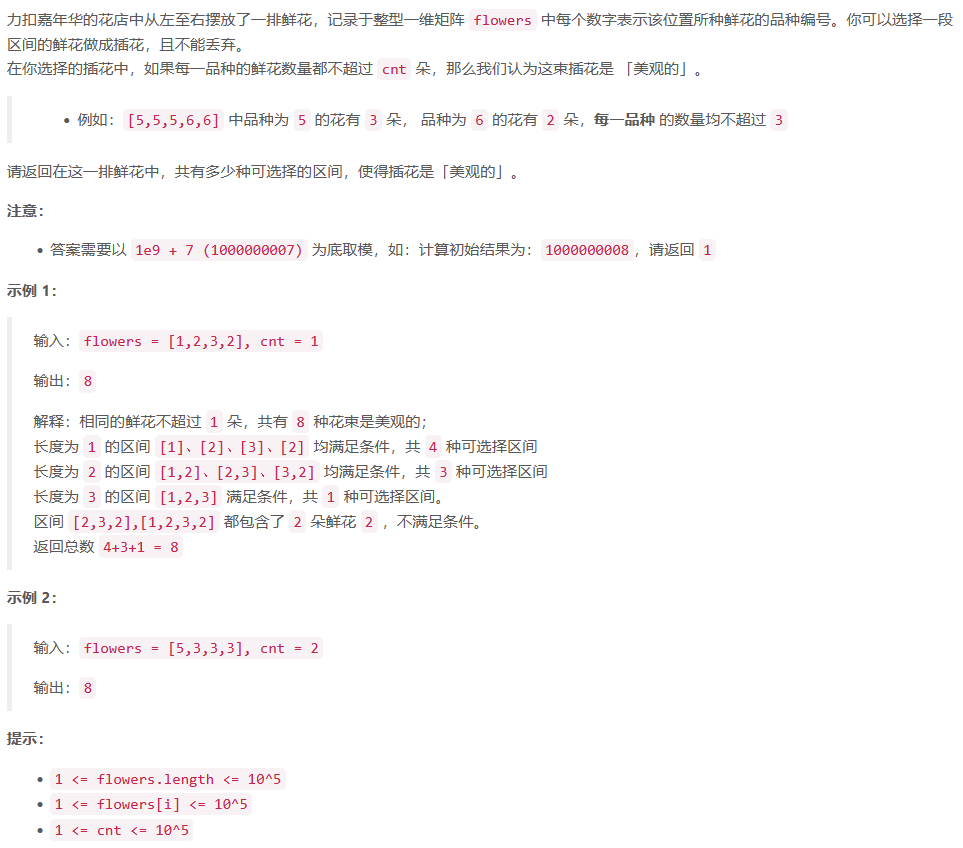 力扣嘉年华的花店中从左至右摆放了一排鲜花，记录于整型一维矩阵 flowers 中每个数字表示该位置所种鲜花的品种编号。你可以选择一段
区间的鲜花做成插花，且不能丢弃。
在你选择的插花中，如果每一品种的鲜花数量都不超过 cnt 朵，那么我们认为这束插花是 「美观的」。
• 例如：[5,5,5,6,6] 中品种为 5 的花有 3 朵， 品种为 6 的花有 2 朵，每一品种 的数量均不超过 3
请返回在这一排鲜花中，共有多少种可选择的区间，使得插花是「美观的」。
注意：
• 答案需要以 1e9 + 7 (1000000007) 为底取模，如：计算初始结果为：1000000008，请返回 1
示例 1：
输入：flowers = [1,2,3,2], cnt = 1
输出：8
解释：相同的鲜花不超过 1 朵，共有 8 种花束是美观的；
长度为 1 的区间 [1]、[2]、[3]、[2] 均满足条件，共 4 种可选择区间
长度为 2 的区间 [1,2]、[2,3]、[3,2] 均满足条件，共 3 种可选择区间
长度为 3 的区间 [1,2,3] 满足条件，共 1 种可选择区间。
区间 [2,3,2],[1,2,3,2] 都包含了 2 朵鲜花 2 ，不满足条件。
返回总数 4+3+1 = 8
示例 2：
输入：flowers = [5,3,3,3], cnt = 2
输出：8
提示：
• 1 <= flowers.length <= 10^5
• 1 <= flowers[i] <= 10^5
• 1 <= cnt <= 10^5